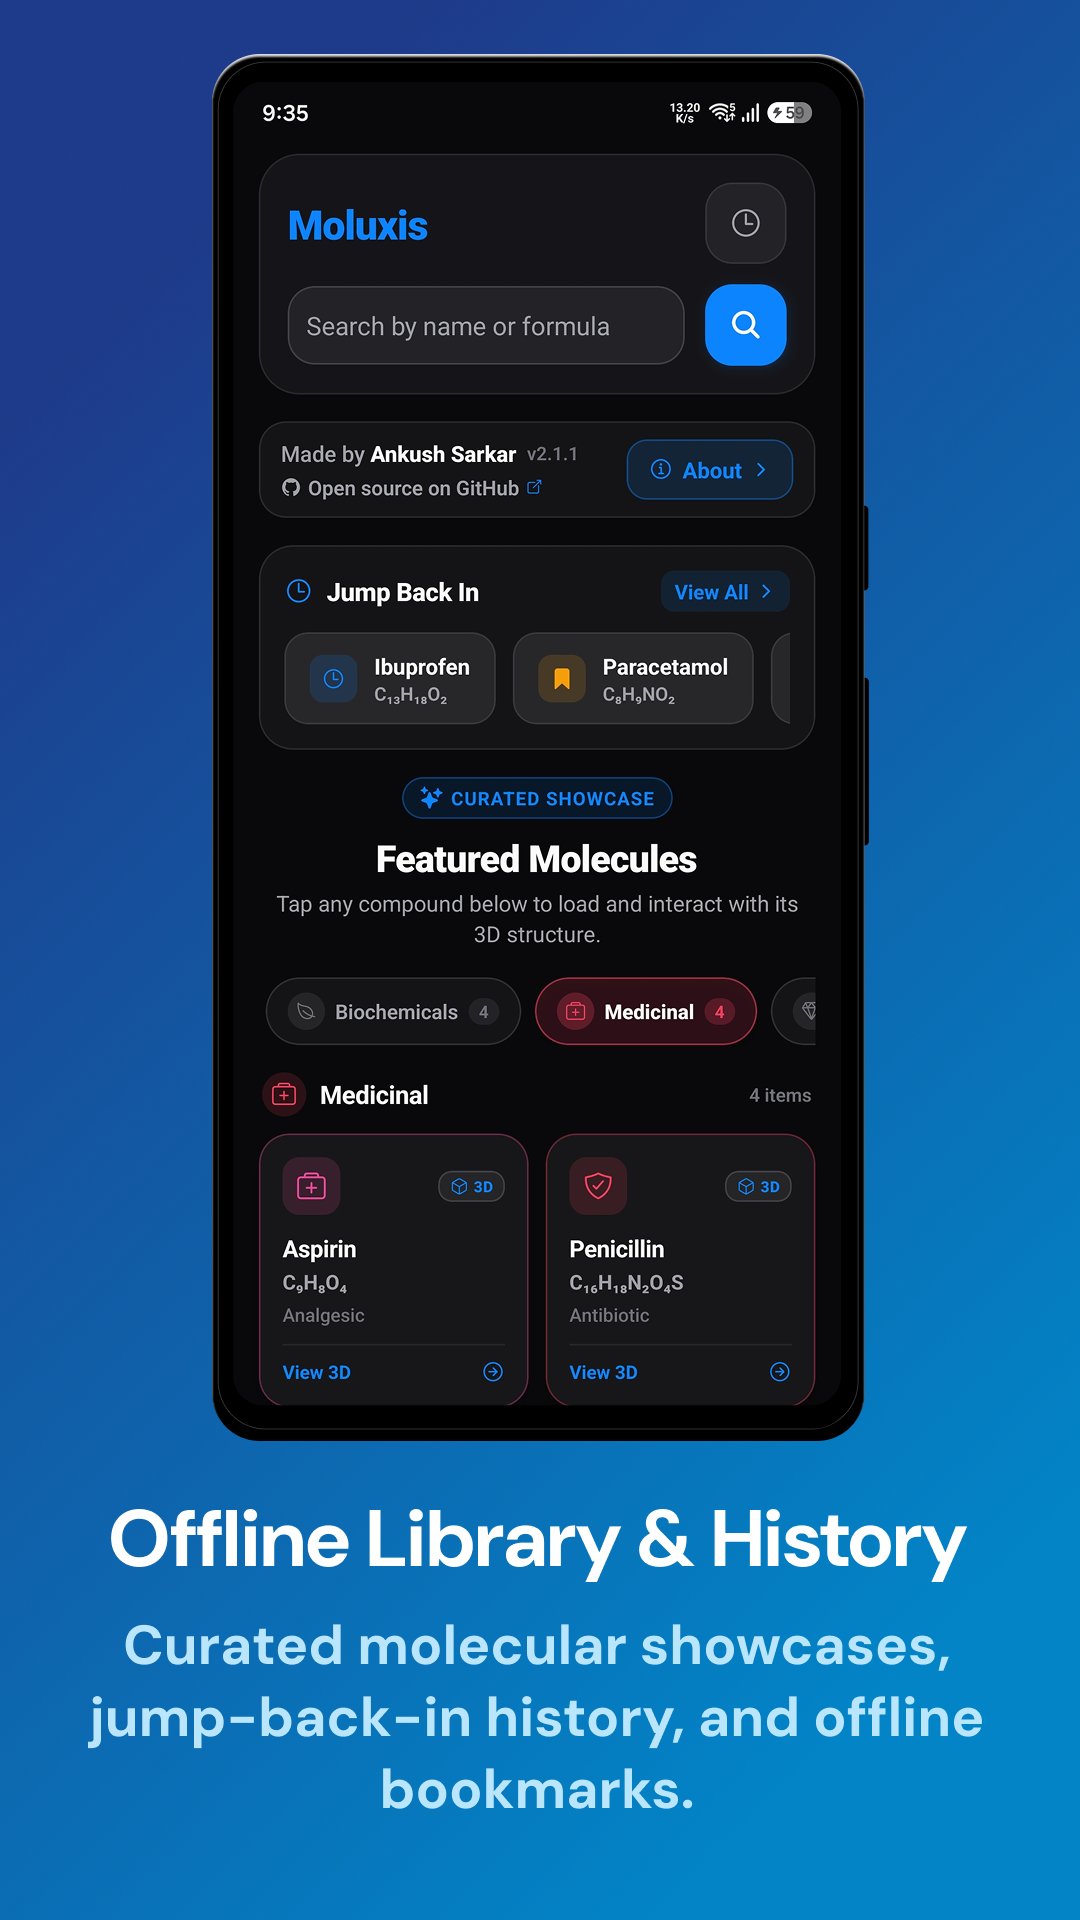 9:35
13.20
K/s
5
59
Moluxis
Search by name or formula
Made by Ankush Sarkar v2.1.1
Open source on GitHub
About
Jump Back In
View All
Ibuprofen
C₁₃H₁₈O₂
Paracetamol
C₈H₉NO₂
CURATED SHOWCASE
Featured Molecules
Tap any compound below to load and interact with its
3D structure.
Biochemicals 4
Medicinal 4
Medicinal
4 items
3D
Aspirin
C₉H₈O₄
Analgesic
View 3D
3D
Penicillin
C₁₆H₁₈N₂O₄S
Antibiotic
View 3D
Offline Library & History
Curated molecular showcases,
jump-back-in history, and offline
bookmarks.